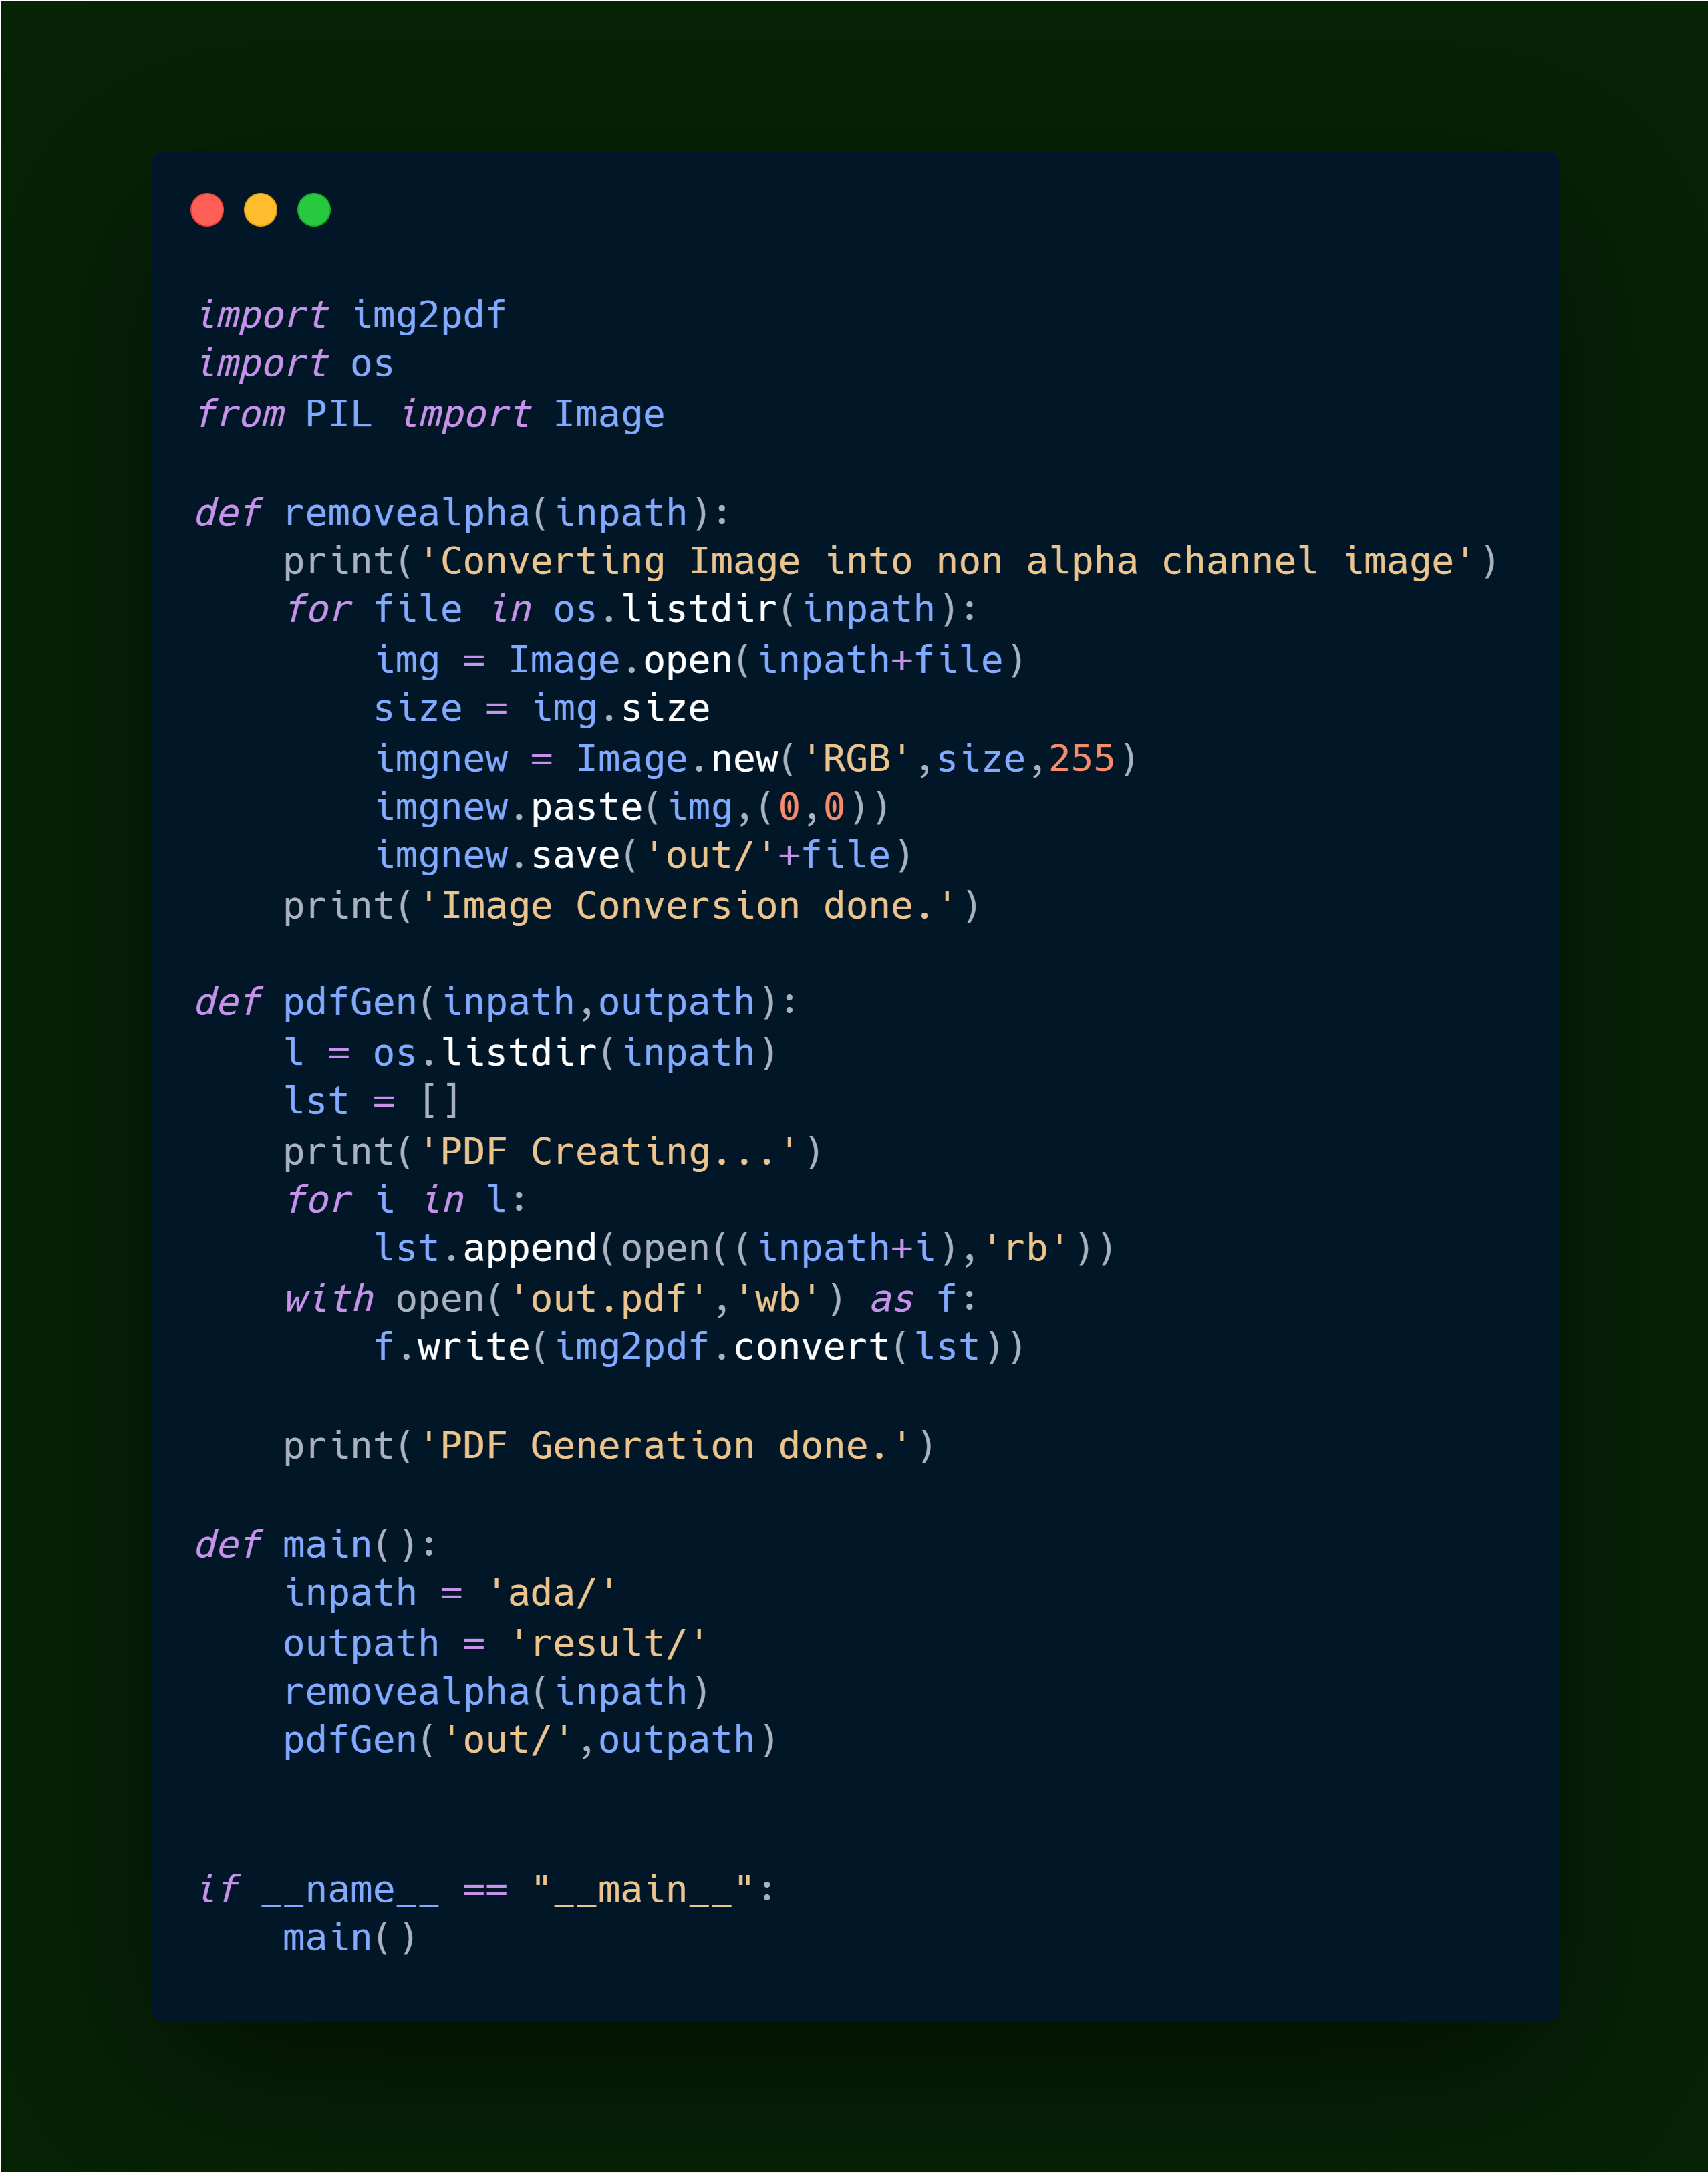 import img2pdf
import os
from PIL import Image

def removealpha(inpath):
    print('Converting Image into non alpha channel image')
    for file in os.listdir(inpath):
        img = Image.open(inpath+file)
        size = img.size
        imgnew = Image.new('RGB',size,255)
        imgnew.paste(img,(0,0))
        imgnew.save('out/'+file)
    print('Image Conversion done.')

def pdfGen(inpath,outpath):
    l = os.listdir(inpath)
    lst = []
    print('PDF Creating...')
    for i in l:
        lst.append(open((inpath+i),'rb'))
    with open('out.pdf','wb') as f:
        f.write(img2pdf.convert(lst))

    print('PDF Generation done.')

def main():
    inpath = 'ada/'
    outpath = 'result/'
    removealpha(inpath)
    pdfGen('out/',outpath)


if __name__ == "__main__":
    main()